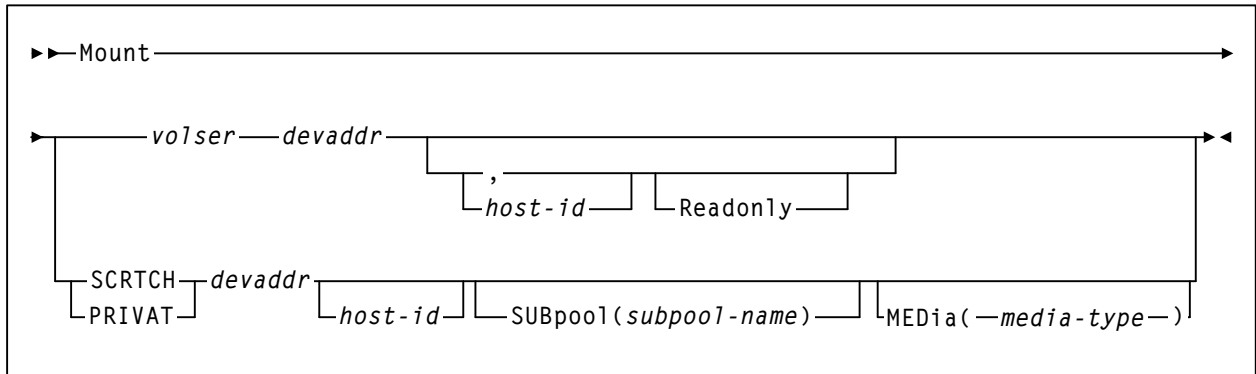 Mount
volser devaddr
,
host-id Readonly
SCRTCH devaddr
PRIVAT host-id SUBpool(subpool-name) MEDia( media-type )